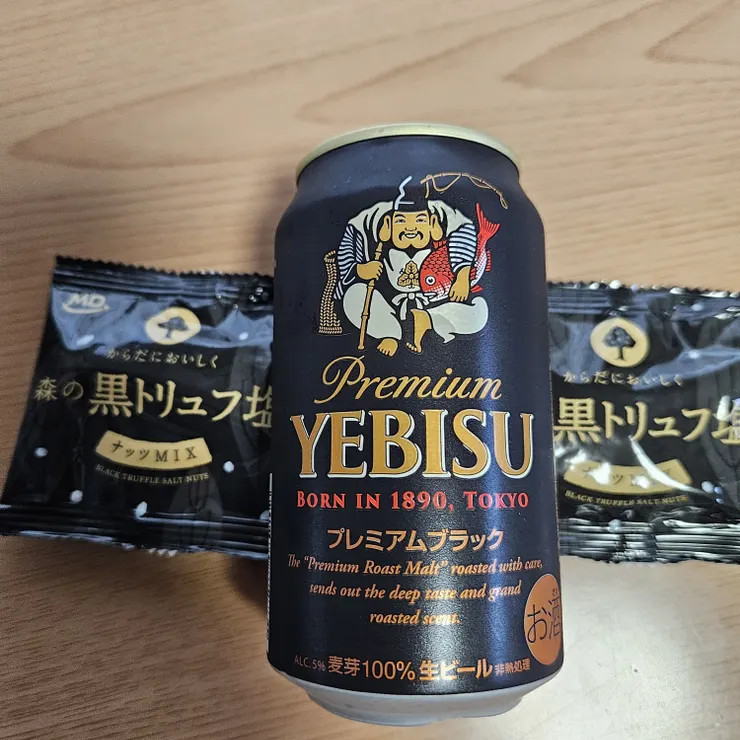 MD
からだにおいしく
森の黒トリュフ塩
ナッツMIX
BLACK TRUFFLE SALT NUTS
Premium
YEBISU
BORN IN 1890, TOKYO
プレミアムブラック
The "Premium Roast Malt" roasted with care,
sends out the deep taste and grand
roasted scent.
お酒
ALC.5% 麦芽100% 生ビール 非熱処理
からだにおいしく
黒トリュフ塩
ナッツ
BLACK TRUFFLE SALT NUTS